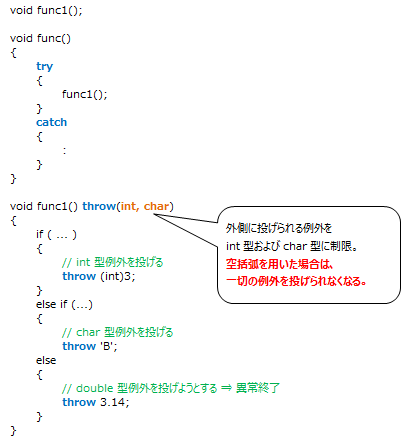 void func1();
void func()
{
try
{
func1();
}
catch
{
:
}
}
void func1() throw(int, char)
{
if ( ... )
{
// int 型例外を投げる
throw (int)3;
}
else if (...)
{
// char 型例外を投げる
throw 'B';
else
{
// double 型例外を投げようとする ⇒ 異常終了
throw 3.14;
}
}
外側に投げられる例外を
int 型および char 型に制限。
空括弧を用いた場合は、
一切の例外を投げられなくなる。